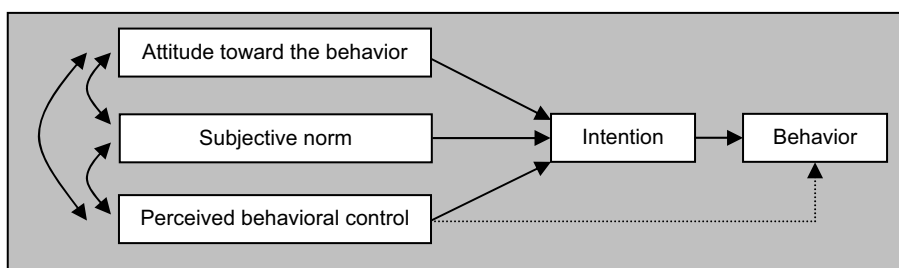 Attitude toward the behavior
Subjective norm
Intention
Behavior
Perceived behavioral control